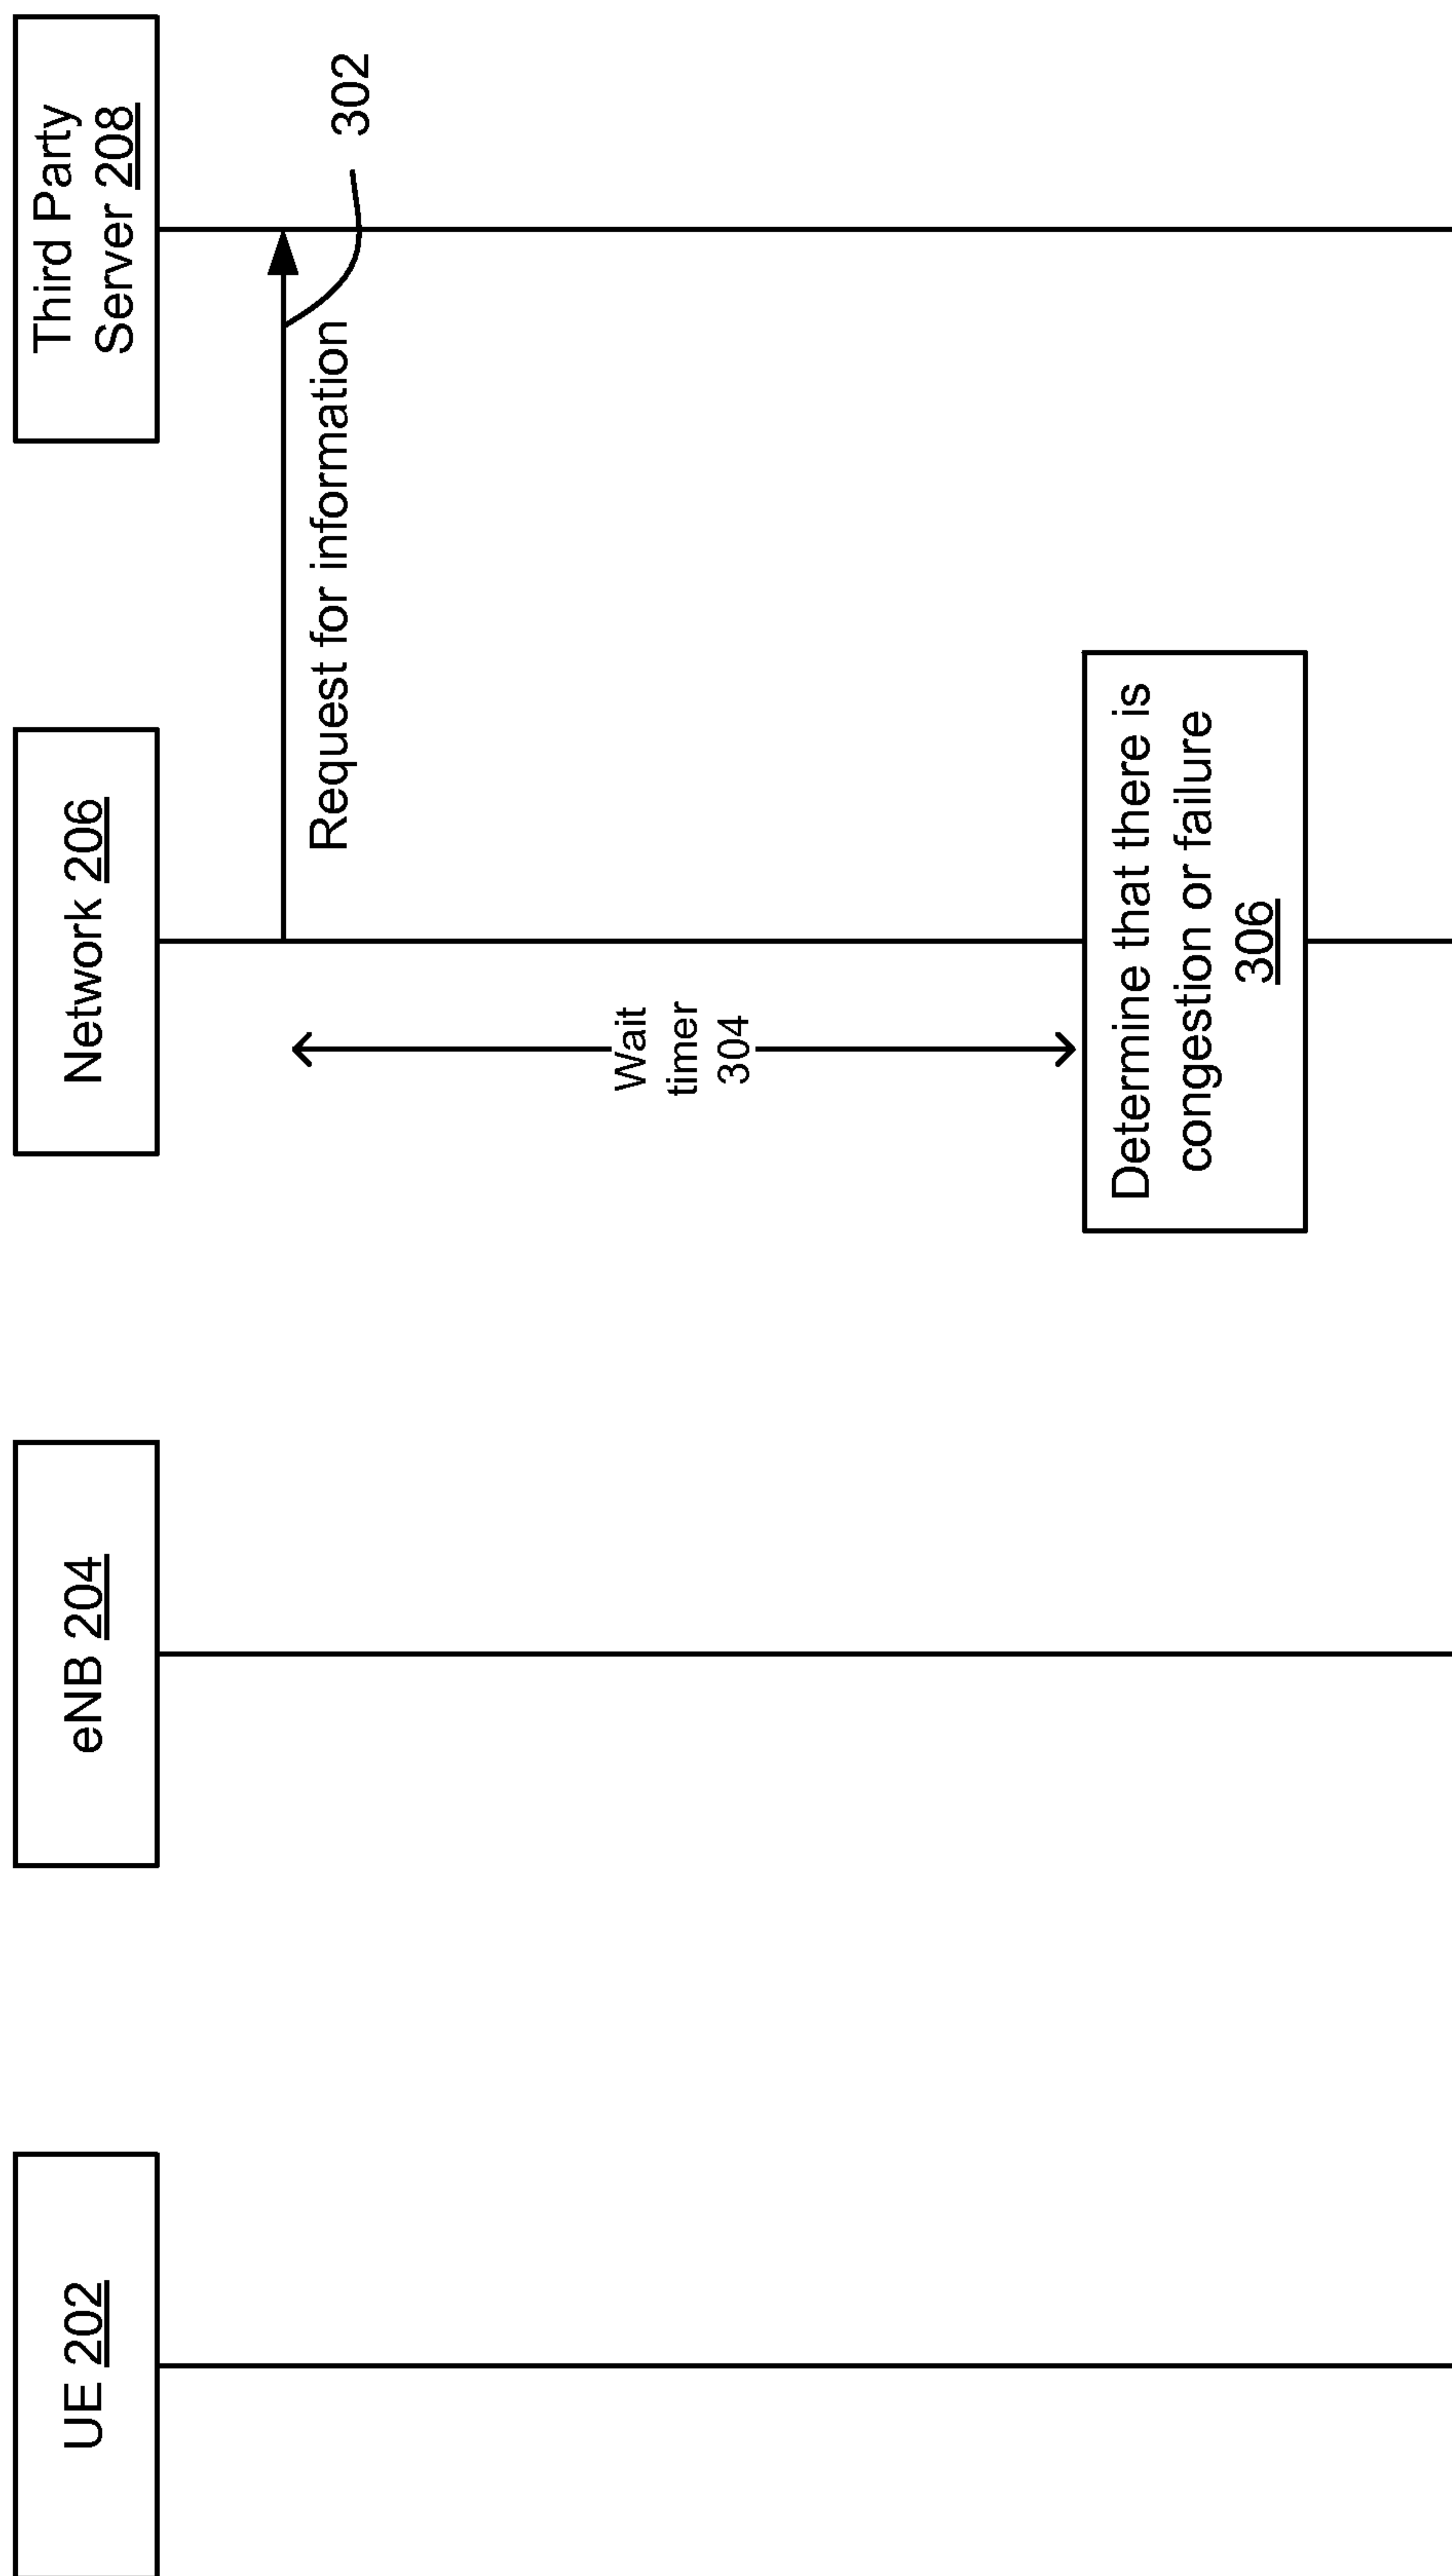 UE 202
eNB 204
Network 206
Third Party
Server 208
302
Request for information
Wait
timer
304
Determine that there is
congestion or failure
306